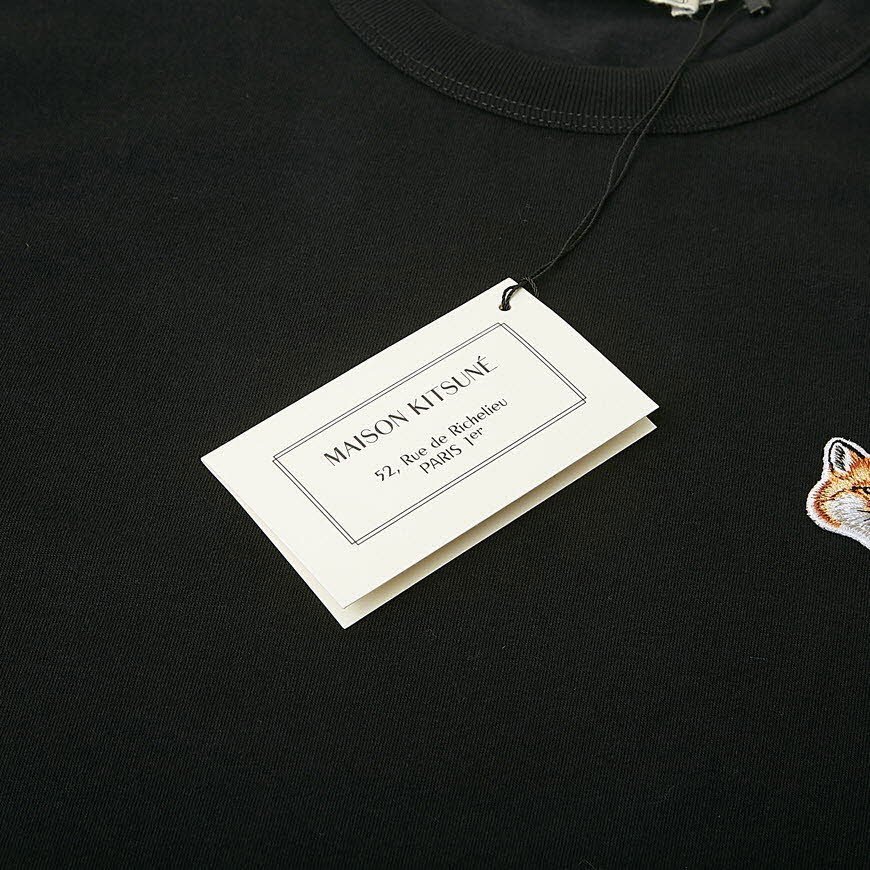 MAISON KITSUNÉ
52, Rue de Richelieu
PARIS 1er